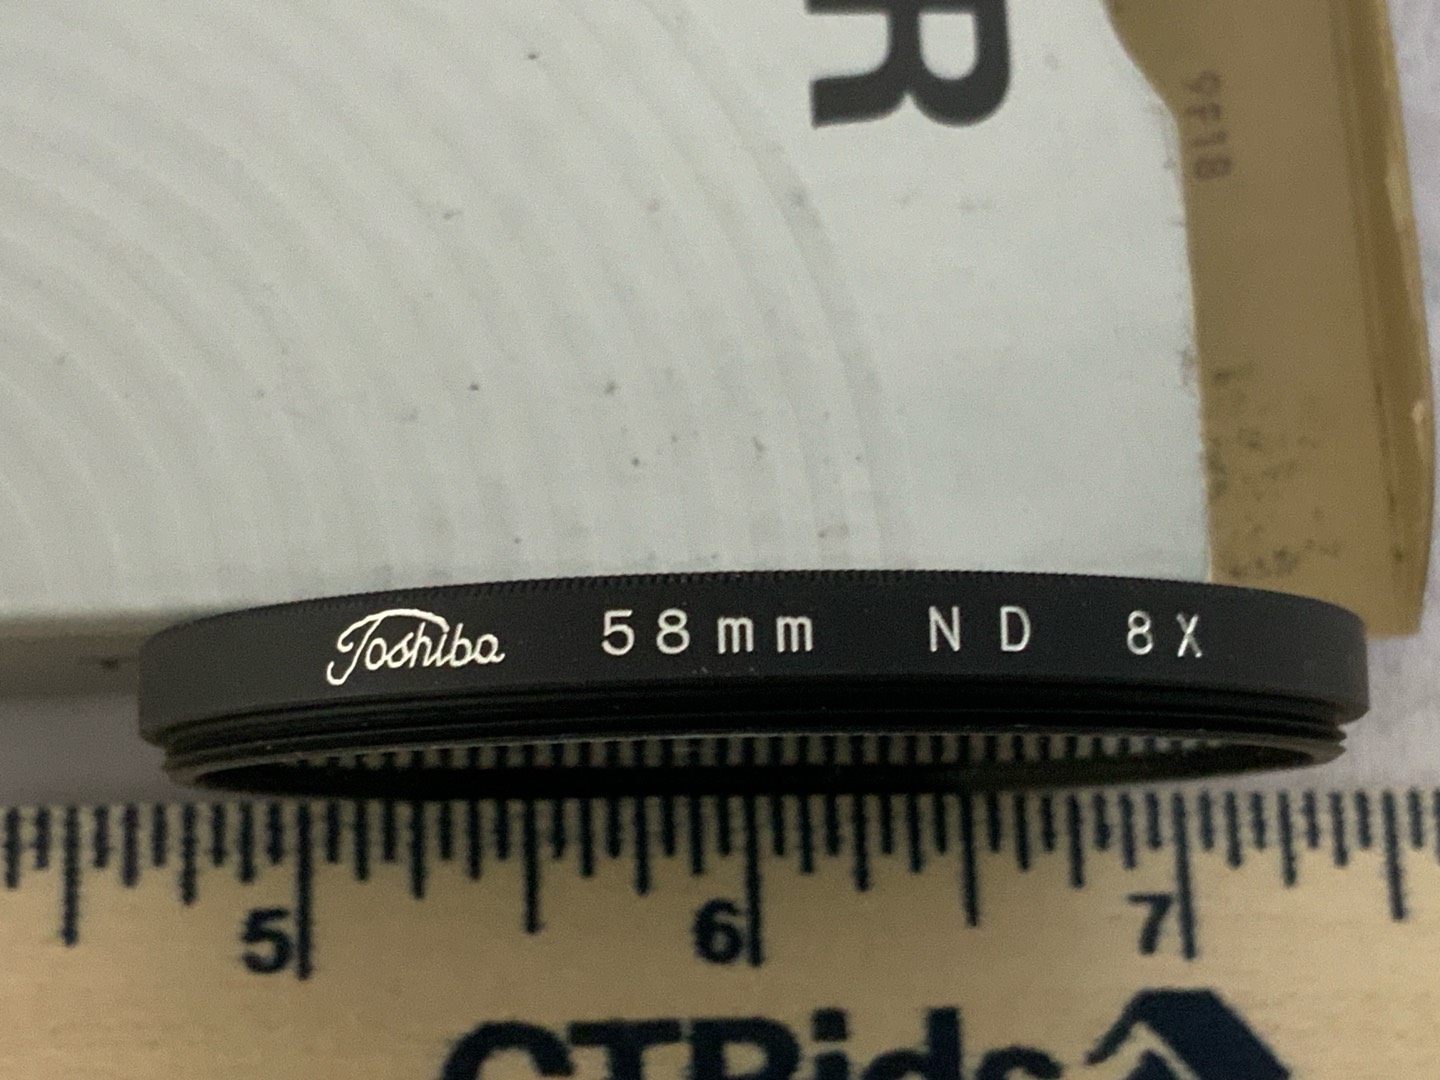 R
9F18
Toshiba 58mm ND 8X
5 6 7
CTBids